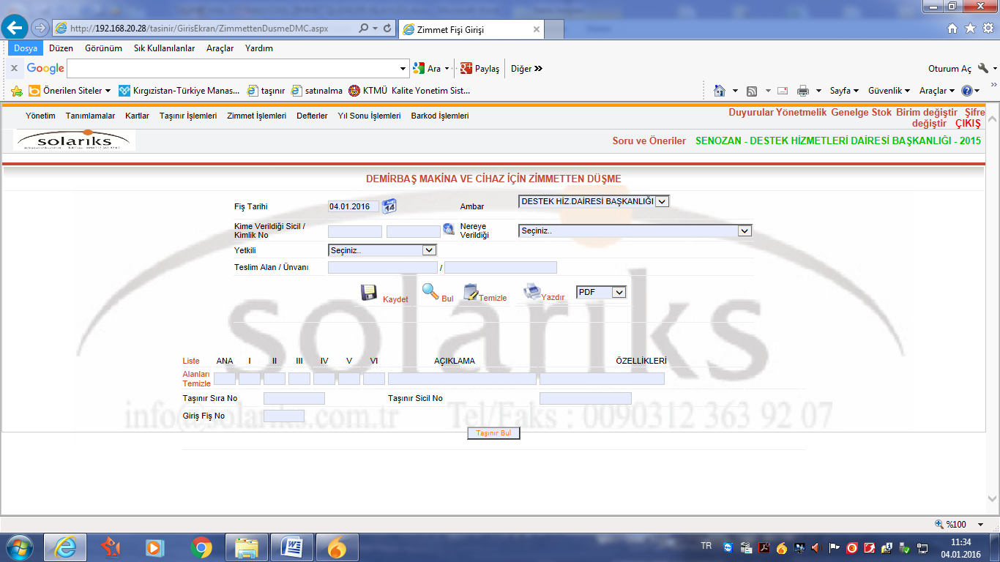 http://192.168.20.28/tasinir/GirisEkran/ZimmettenDusmeDMC.aspx
Zimmet Fişi Girişi
Dosya Düzen Görünüm Sık Kullanılanlar Araçlar Yardım
x Google Ara Paylaş Diğer Oturum Aç
Önerilen Siteler Kırgızistan-Türkiye Manas... taşınır satınalma KTMÜ Kalite Yonetim Sist... Sayfa Güvenlik Araçlar
Yönetim Tanımlamalar Kartlar Taşınır İşlemleri Zimmet İşlemleri Defterler Yıl Sonu İşlemleri Barkod İşlemleri
Duyurular Yönetmelik Genelge Stok Birim değiştir Şifre
değiştir ÇIKIŞ
solarıks
Soru ve Öneriler SENOZAN - DESTEK HİZMETLERİ DAİRESİ BAŞKANLIĞI - 2015
DEMİRBAŞ MAKİNA VE CİHAZ İÇİN ZİMMETTEN DÜŞME
Fiş Tarihi 04.01.2016 14 Ambar DESTEK HİZ.DAİRESİ BAŞKANLIĞI
Kime Verildiği Sicil / Kimlik No
Nereye Verildiği Seçiniz..
Yetkili Seçiniz..
Teslim Alan / Ünvanı /
Kaydet Bul Temizle Yazdır PDF
solarıks
Liste ANA I II III IV V VI AÇIKLAMA ÖZELLİKLERİ
Alanları Temizle
Taşınır Sıra No Taşınır Sicil No
info@solariks.com.tr Tel/Faks : 0090312 363 92 07
Giriş Fiş No
Taşınır Bul
%100
TR 11:34
04.01.2016